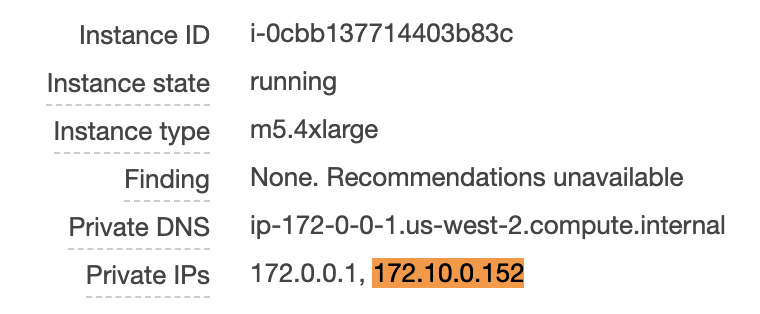 Instance ID i-0cbb137714403b83c
Instance state running
Instance type m5.4xlarge
Finding None. Recommendations unavailable
Private DNS ip-172-0-0-1.us-west-2.compute.internal
Private IPs 172.0.0.1, 172.10.0.152